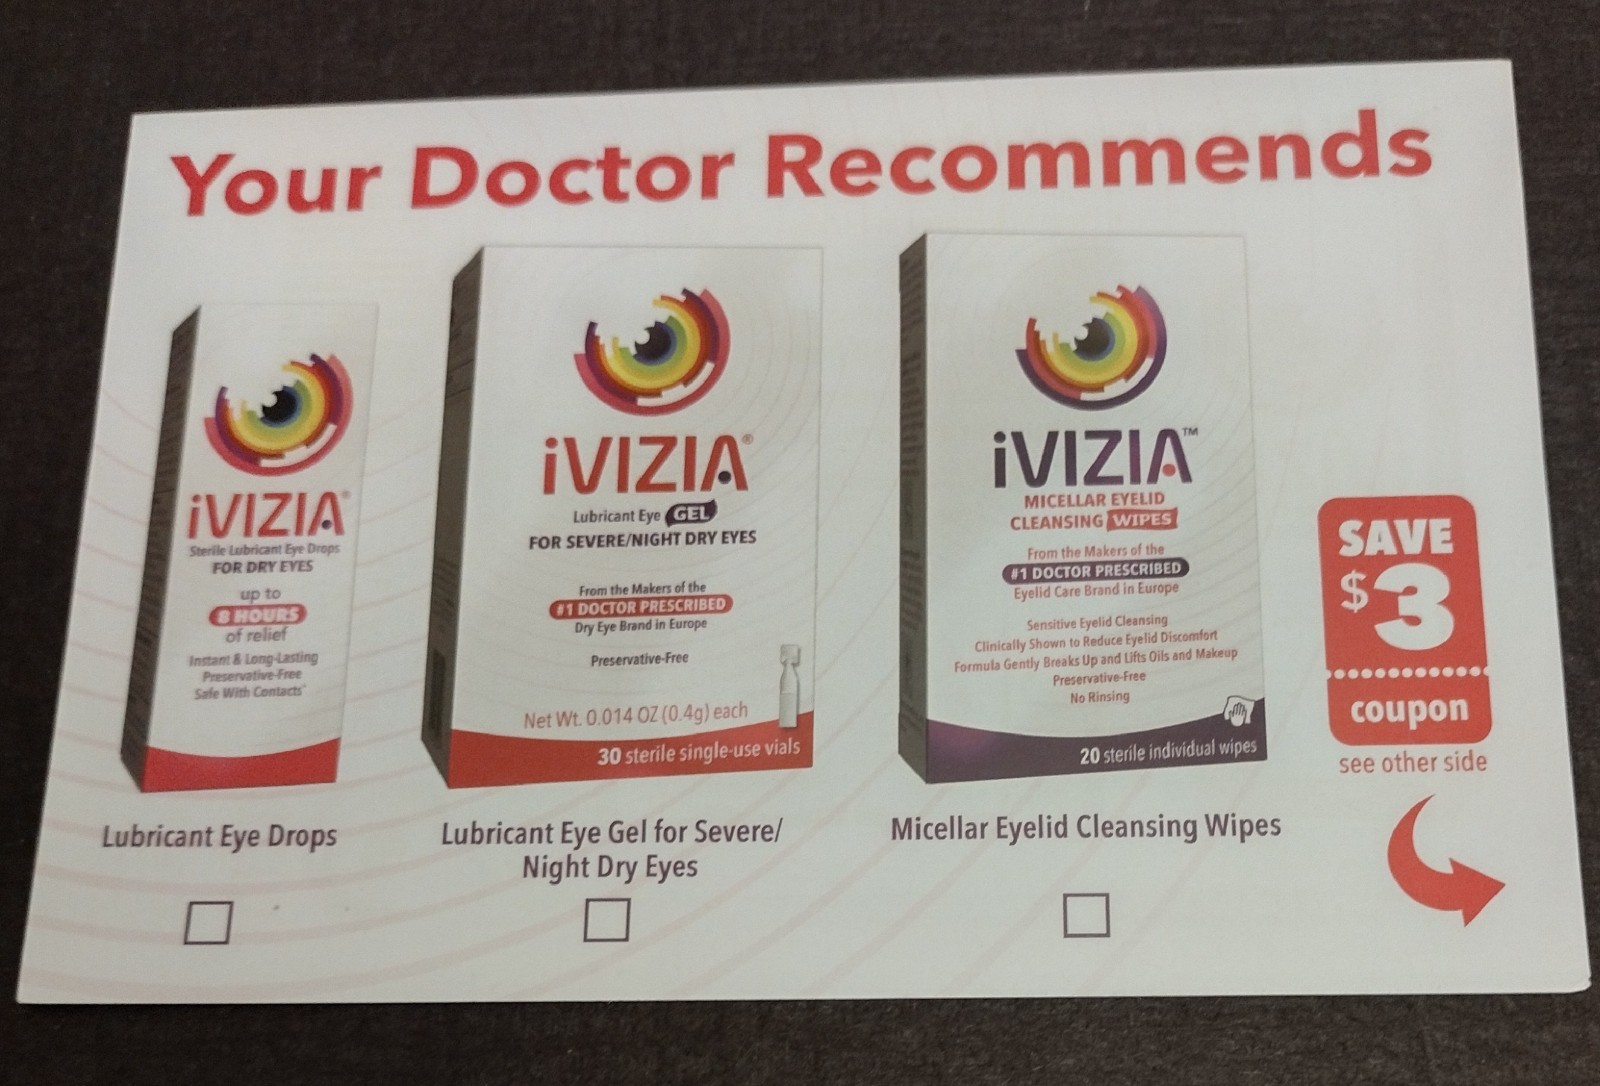 Your Doctor Recommends
iVIZIA®
Sterile Lubricant Eye Drops
FOR DRY EYES
up to
8 HOURS
of relief
Instant & Long-Lasting
Preservative-Free
Safe With Contacts*
iVIZIA®
Lubricant Eye GEL
FOR SEVERE/NIGHT DRY EYES
From the Makers of the
#1 DOCTOR PRESCRIBED
Dry Eye Brand in Europe
Preservative-Free
Net Wt. 0.014 OZ (0.4g) each
30 sterile single-use vials
iVIZIA™
MICELLAR EYELID
CLEANSING WIPES
From the Makers of the
#1 DOCTOR PRESCRIBED
Eyelid Care Brand in Europe
Sensitive Eyelid Cleansing
Clinically Shown to Reduce Eyelid Discomfort
Formula Gently Breaks Up and Lifts Oils and Makeup
Preservative-Free
No Rinsing
20 sterile individual wipes
SAVE
$3
coupon
see other side
Lubricant Eye Drops
Lubricant Eye Gel for Severe/
Night Dry Eyes
Micellar Eyelid Cleansing Wipes